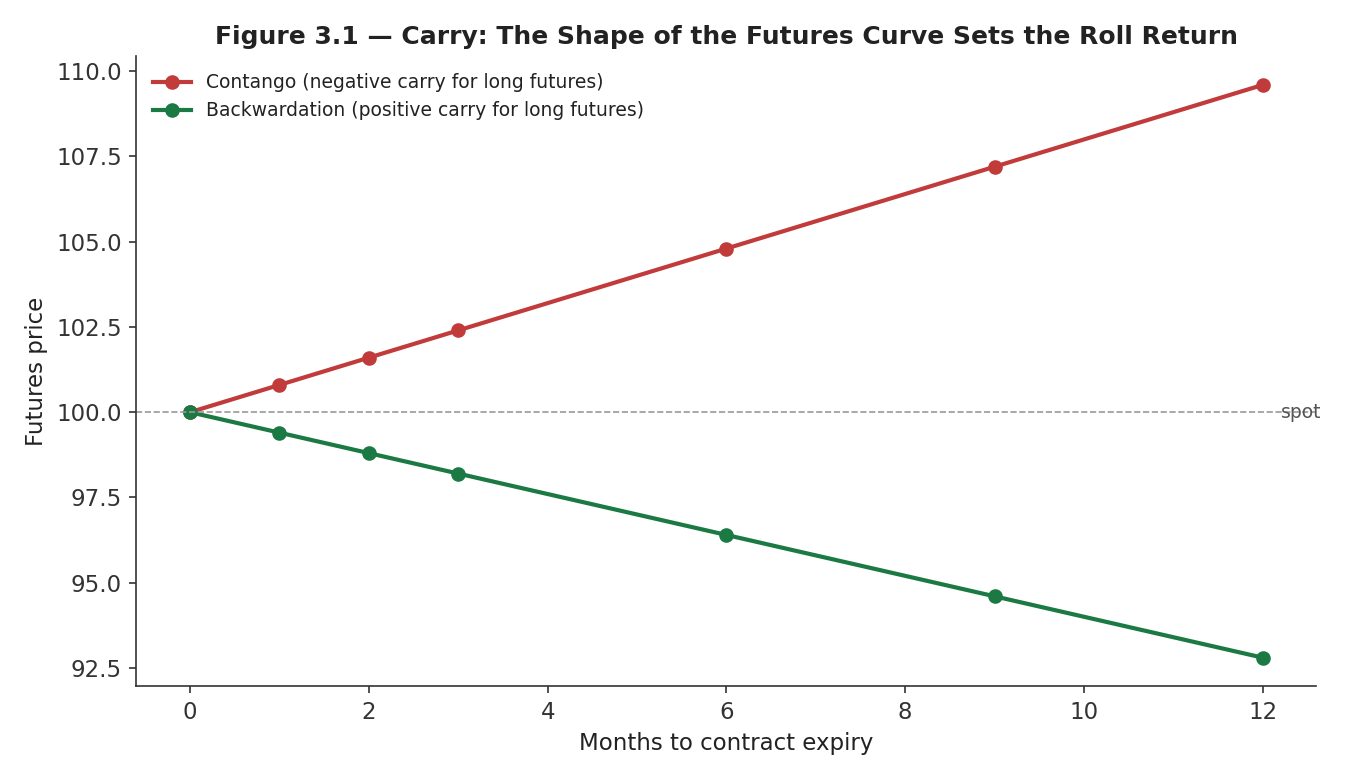 Figure 3.1 — Carry: The Shape of the Futures Curve Sets the Roll Return
110.0
107.5
105.0
102.5
100.0
97.5
95.0
92.5
Futures price
Contango (negative carry for long futures)
Backwardation (positive carry for long futures)
spot
0 2 4 6 8 10 12
Months to contract expiry